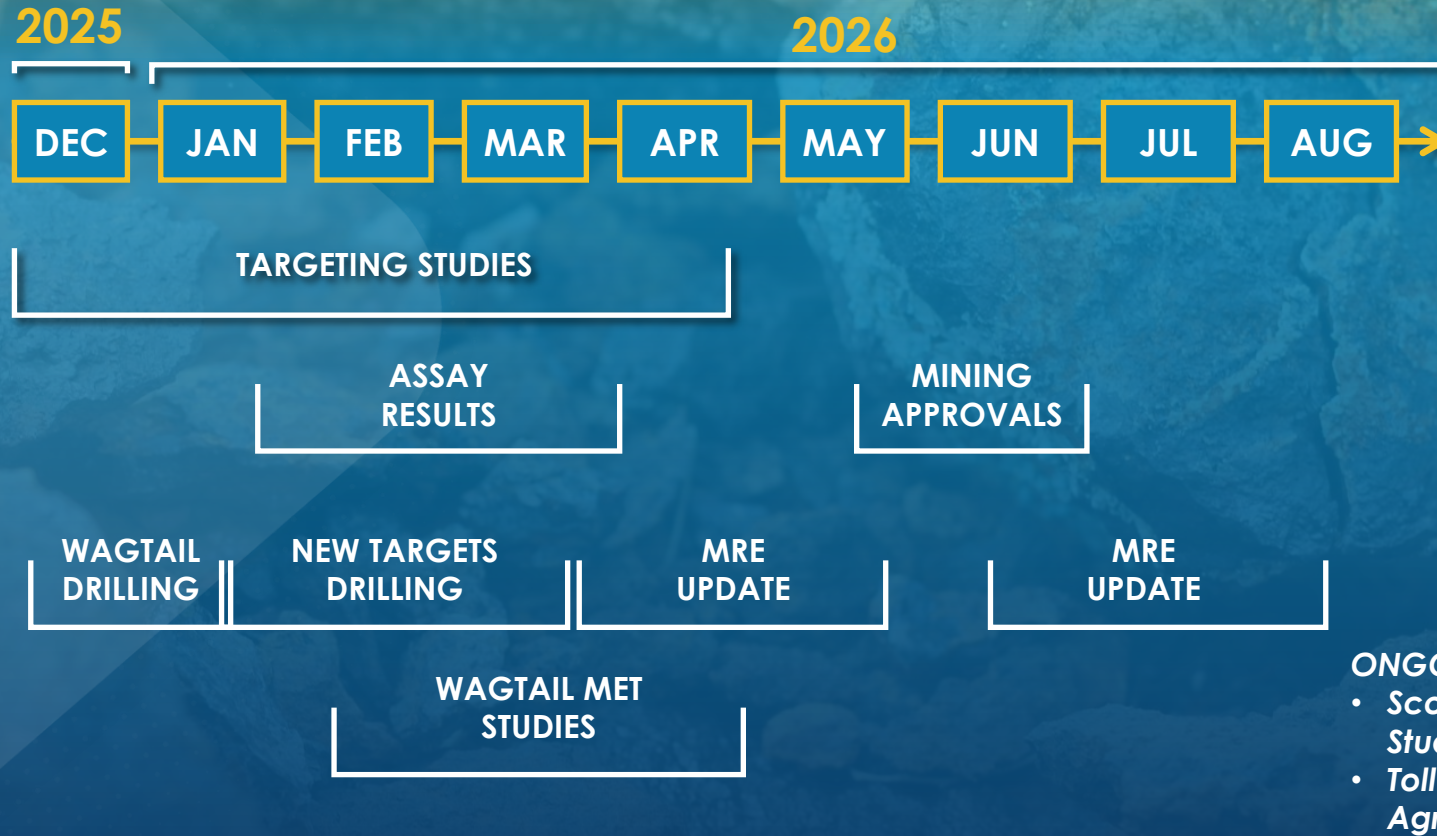 2025
2026
DEC
JAN
FEB
MAR
APR
MAY
JUN
JUL
AUG
TARGETING STUDIES
ASSAY
RESULTS
MINING
APPROVALS
WAGTAIL
DRILLING
NEW TARGETS
DRILLING
MRE
UPDATE
MRE
UPDATE
WAGTAIL MET
STUDIES
•
•